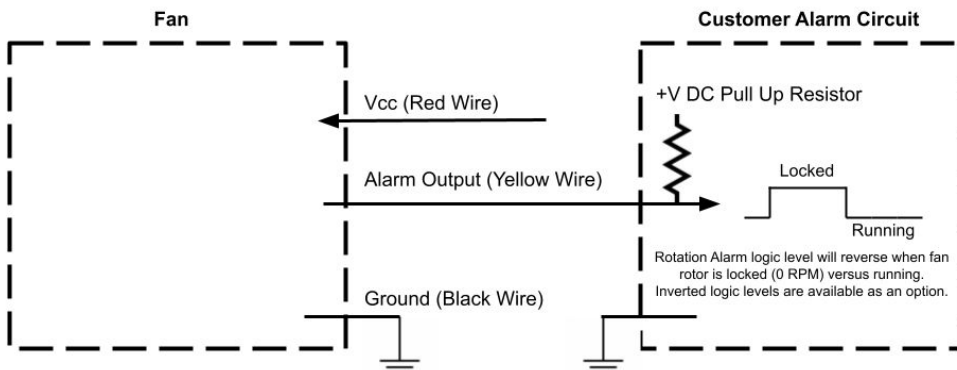 Fan
Customer Alarm Circuit
Vcc (Red Wire)
+V DC Pull Up Resistor
Alarm Output (Yellow Wire)
Locked
Running
Rotation Alarm logic level will reverse when fan
rotor is locked (0 RPM) versus running.
Inverted logic levels are available as an option.
Ground (Black Wire)